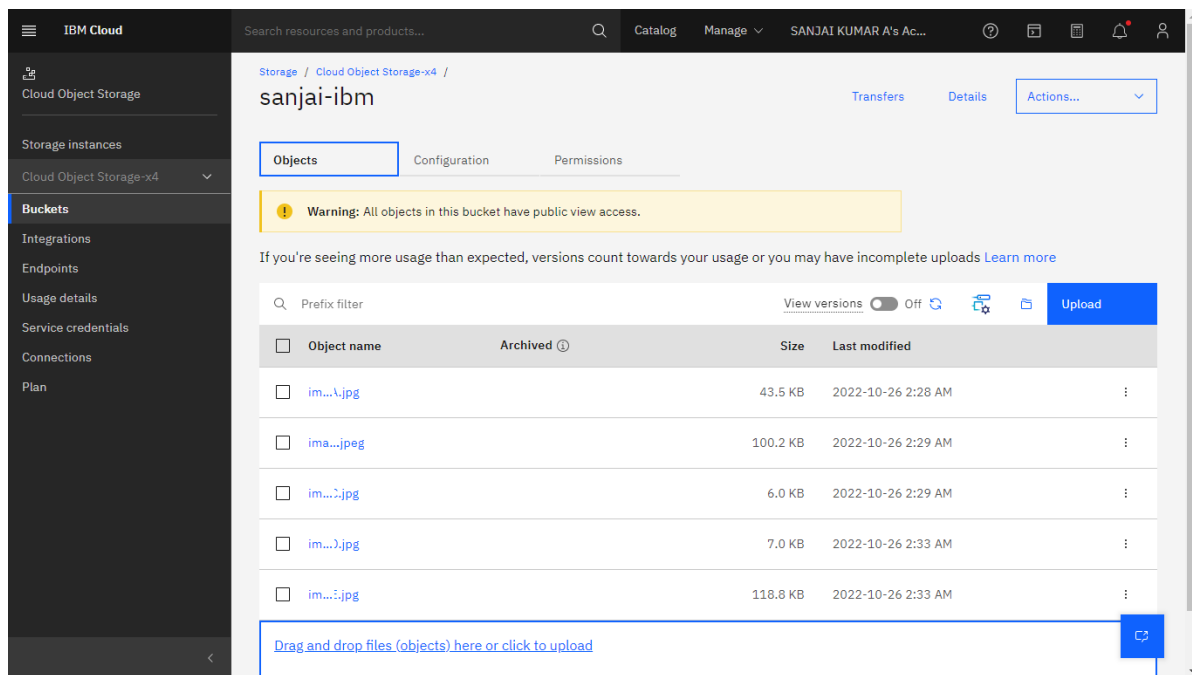 IBM Cloud
Search resources and products...
Catalog
Manage
SANJAI KUMAR A's Ac...
Cloud Object Storage
Storage instances
Cloud Object Storage-x4
Buckets
Integrations
Endpoints
Usage details
Service credentials
Connections
Plan
Storage / Cloud Object Storage-x4 /
sanjai-ibm
Transfers
Details
Actions...
Objects
Configuration
Permissions
Warning: All objects in this bucket have public view access.
If you're seeing more usage than expected, versions count towards your usage or you may have incomplete uploads Learn more
Prefix filter
View versions
Off
Upload
Object name Archived Size Last modified
.jpg 43.5 KB 2022-10-26 2:28 AM
ima...jpeg 100.2 KB 2022-10-26 2:29 AM
.jpg 6.0 KB 2022-10-26 2:29 AM
.jpg 7.0 KB 2022-10-26 2:33 AM
.jpg 118.8 KB 2022-10-26 2:33 AM
Drag and drop files (objects) here or click to upload